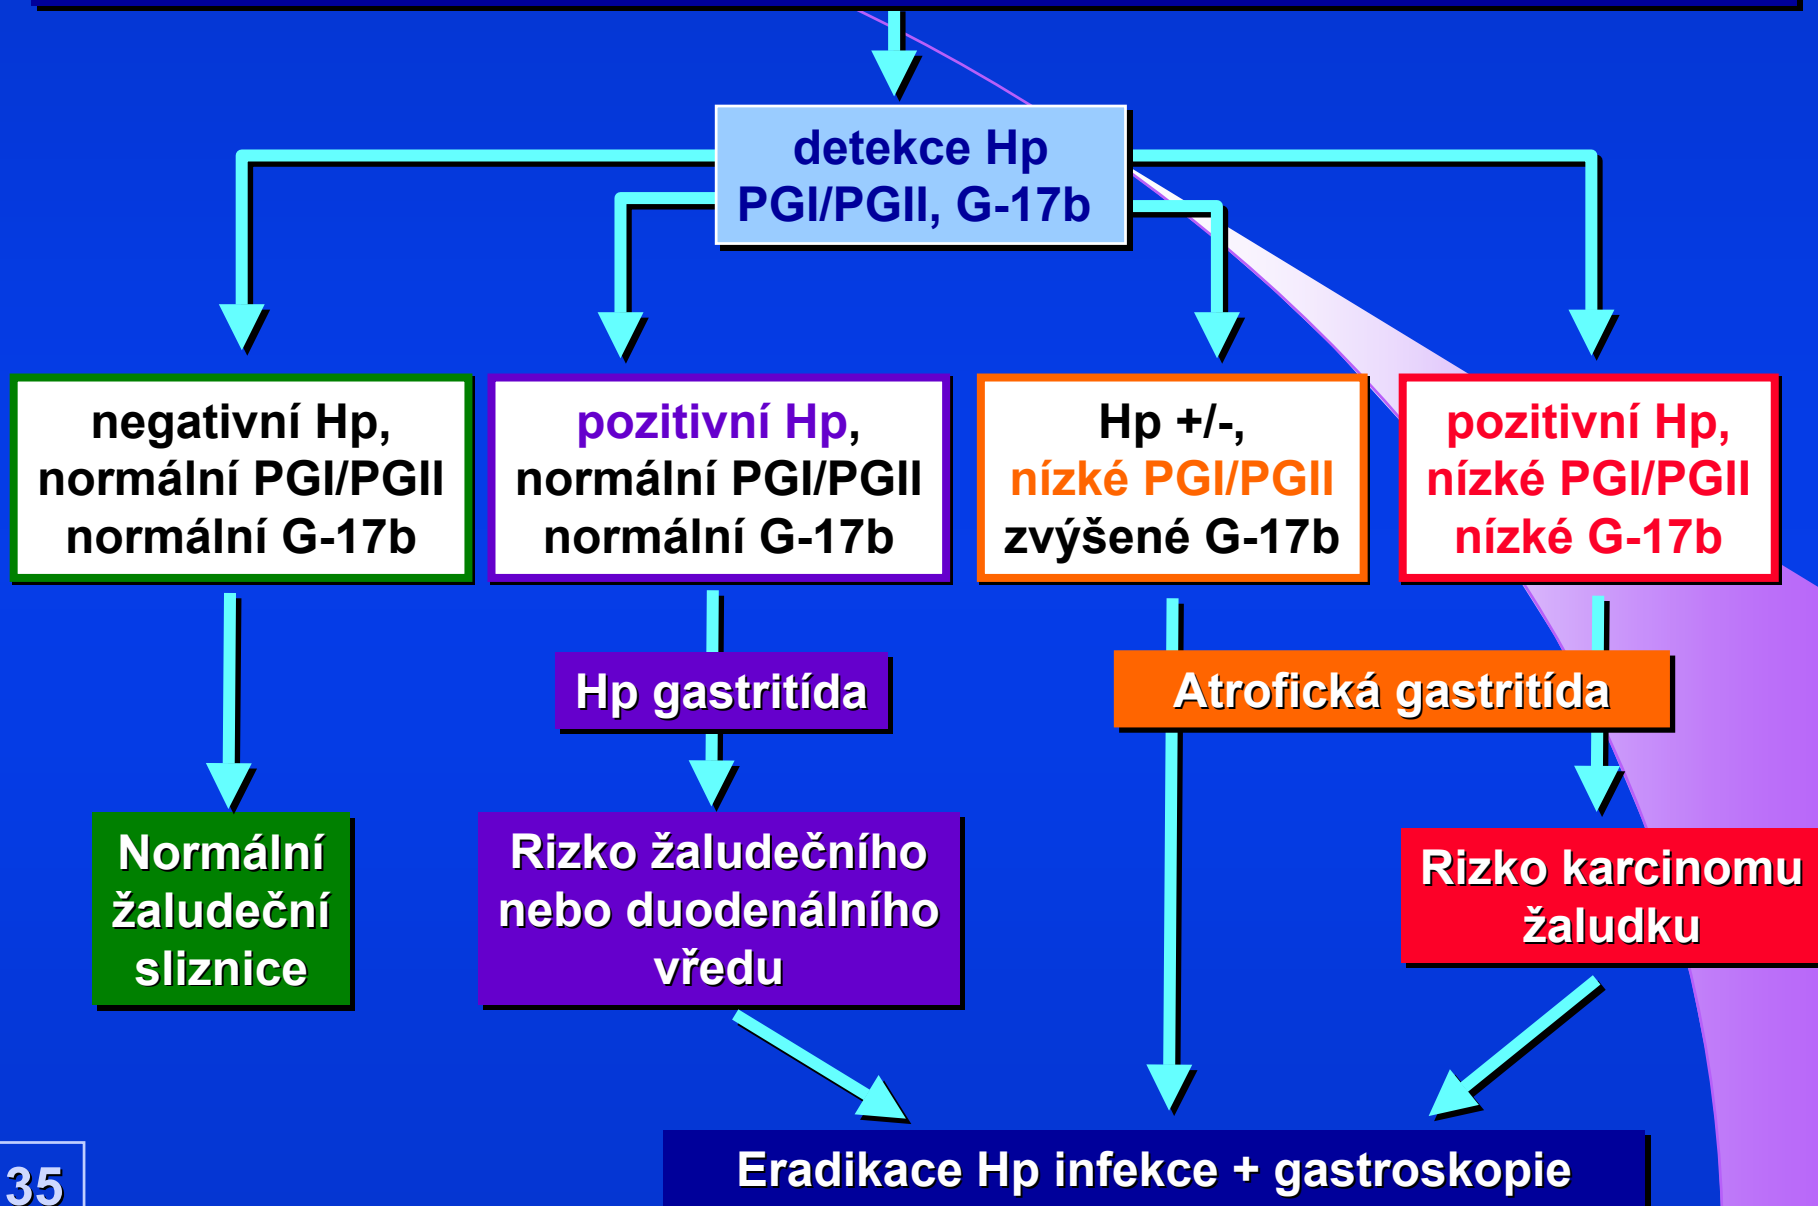 detekce Hp
PGI/PGII, G-17b
negativní Hp,
normální PGI/PGII
normální G-17b
pozitivní Hp,
normální PGI/PGII
normální G-17b
Hp +/-,
nízké PGI/PGII
zvýšené G-17b
pozitivní Hp,
nízké PGI/PGII
nízké G-17b
Hp gastritída
Atrofická gastritída
Normální
žaludeční
sliznice
Rizko žaludečního
nebo duodenálního
vředu
Rizko karcinomu
žaludku
Eradikace Hp infekce + gastroskopie
35